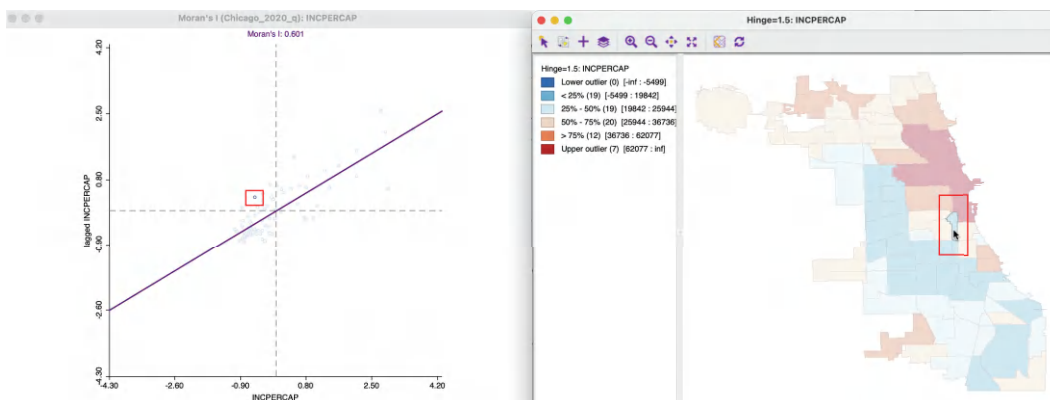 Moran's I (Chicago_2020_q): INCPERCAP
Moran's I: 0.601
4.20
2.50
0.80
-0.90
-2.60
-4.30
lagged INCPERCAP
-4.30 -2.60 -0.90 0.80 2.50 4.20
INCPERCAP
Hinge=1.5: INCPERCAP
Hinge=1.5: INCPERCAP
Lower outlier (0) [-inf : -5499]
< 25% (19) [-5499 : 19842]
25% - 50% (19) [19842 : 25944]
50% - 75% (20) [25944 : 36736]
> 75% (12) [36736 : 62077]
Upper outlier (7) [62077 : inf]